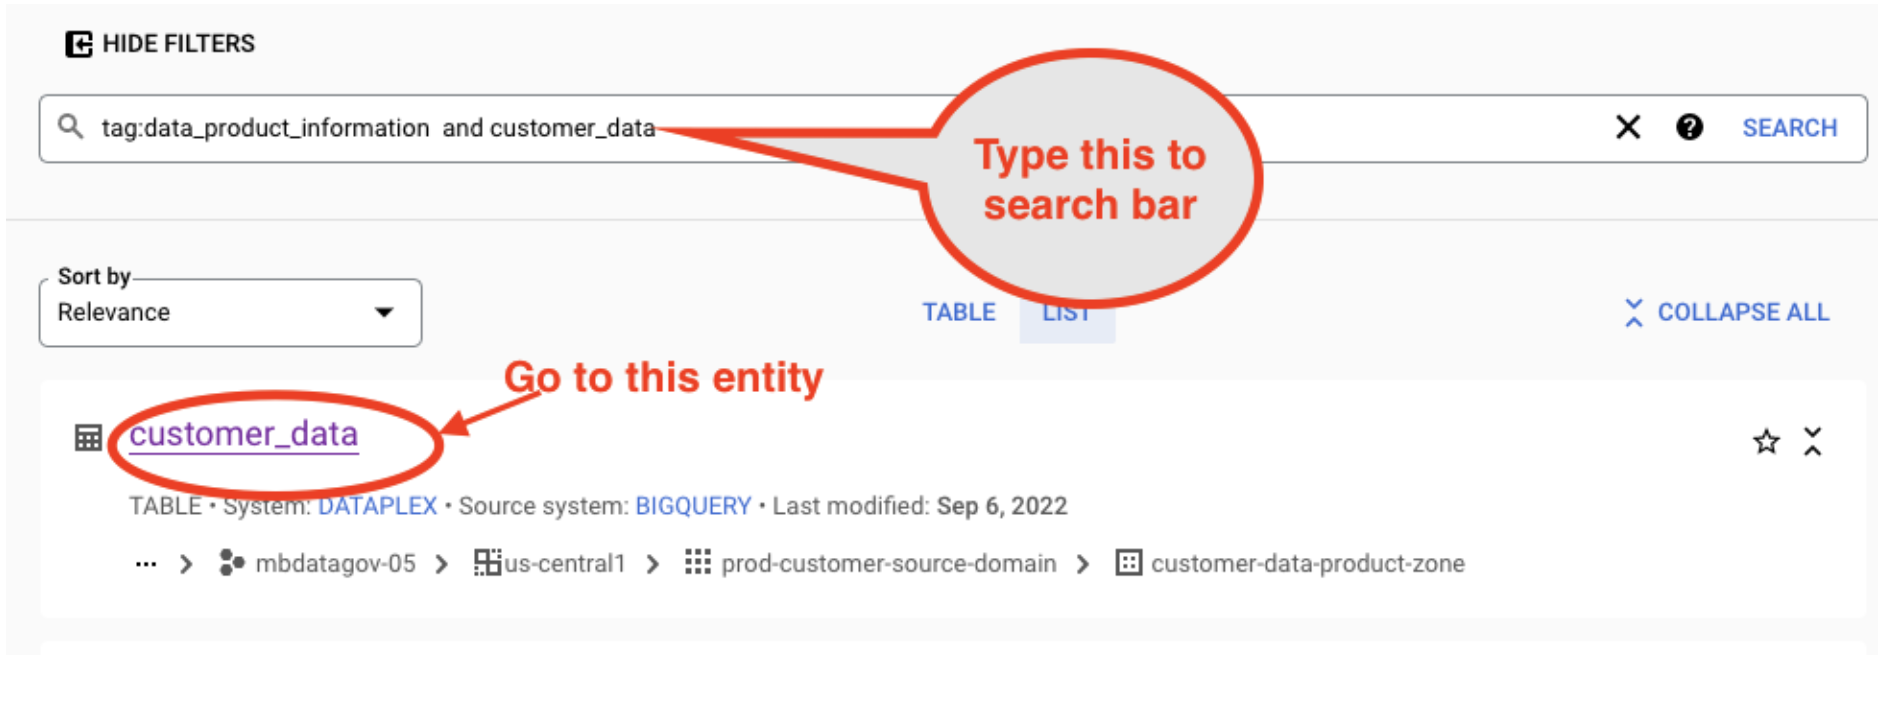 HIDE FILTERS
tag:data_product_information and customer_data
SEARCH
Type this to
search bar
Sort by
Relevance
TABLE
LIST
COLLAPSE ALL
Go to this entity
customer_data
TABLE • System: DATAPLEX • Source system: BIGQUERY • Last modified: Sep 6, 2022
... > mbdatagov-05 > us-central1 > prod-customer-source-domain > customer-data-product-zone